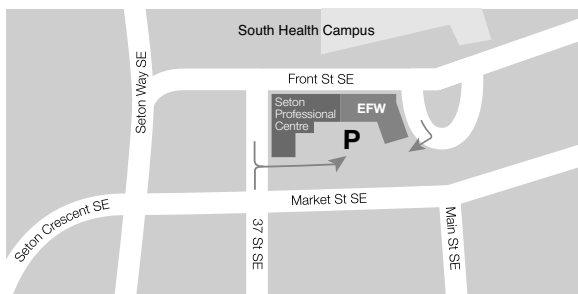 South Health Campus
Seton Way SE
Front St SE
Seton
Professional
Centre
EFW
P
Seton Crescent SE
Market St SE
37 St SE
Main St SE